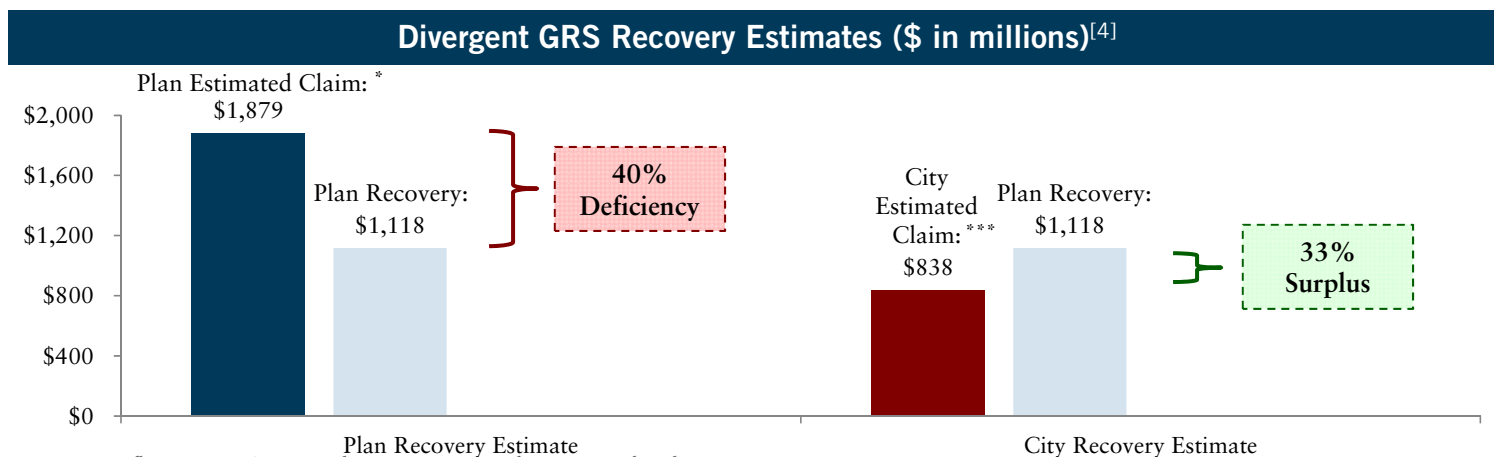 Divergent GRS Recovery Estimates ($ in millions)[4]
Plan Estimated Claim: *
$1,879
$2,000
$1,600
$1,200
$800
$400
$0
Plan Recovery:
$1,118
40%
Deficiency
City
Estimated
Claim: ***
$838
Plan Recovery:
$1,118
33%
Surplus
Plan Recovery Estimate
City Recovery Estimate